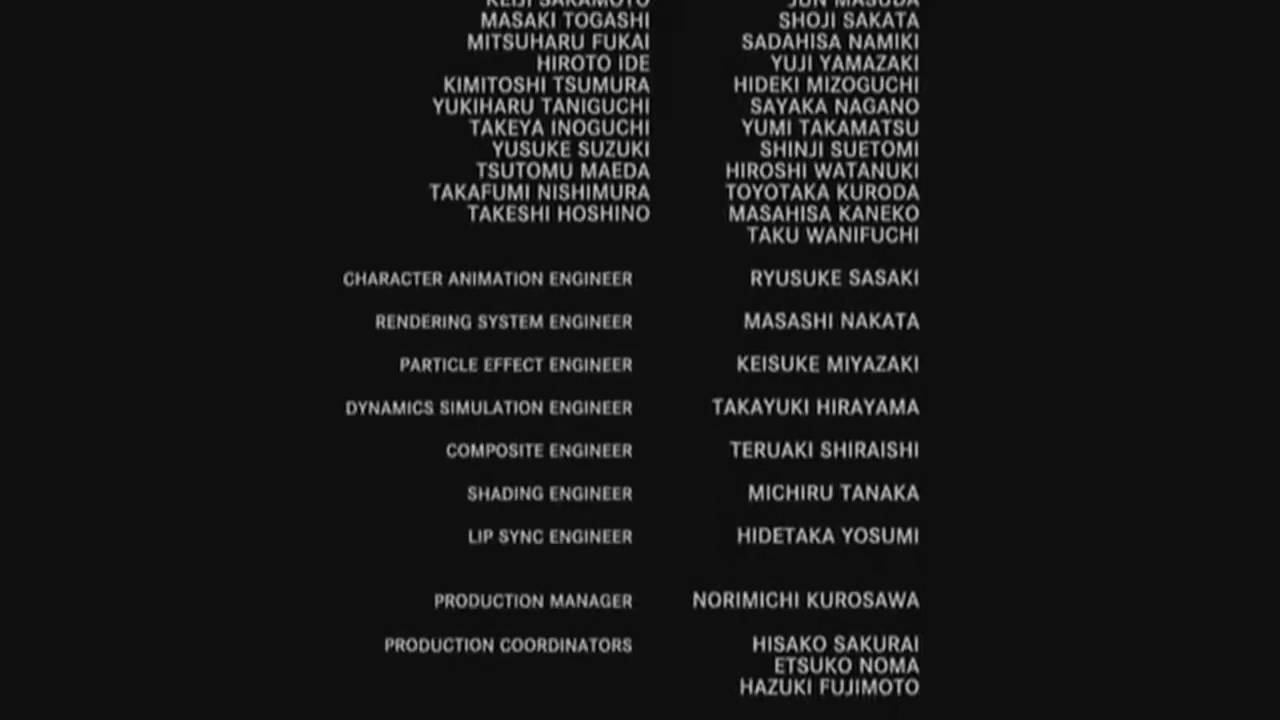 KEIJI SAKAMOTO JUN MASUDA
MASAKI TOGASHI SHOJI SAKATA
MITSUHARU FUKAI SADAHISA NAMIKI
HIROTO IDE YUJI YAMAZAKI
KIMITOSHI TSUMURA HIDEKI MIZOGUCHI
YUKIHARU TANIGUCHI SAYAKA NAGANO
TAKEYA INOGUCHI YUMI TAKAMATSU
YUSUKE SUZUKI SHINJI SUETOMI
TSUTOMU MAEDA HIROSHI WATANUKI
TAKAFUMI NISHIMURA TOYOTAKA KURODA
TAKESHI HOSHINO MASAHISA KANEKO
TAKU WANIFUCHI
CHARACTER ANIMATION ENGINEER RYUSUKE SASAKI
RENDERING SYSTEM ENGINEER MASASHI NAKATA
PARTICLE EFFECT ENGINEER KEISUKE MIYAZAKI
DYNAMICS SIMULATION ENGINEER TAKAYUKI HIRAYAMA
COMPOSITE ENGINEER TERUAKI SHIRAISHI
SHADING ENGINEER MICHIRU TANAKA
LIP SYNC ENGINEER HIDETAKA YOSUMI
PRODUCTION MANAGER NORIMICHI KUROSAWA
PRODUCTION COORDINATORS HISAKO SAKURAI
ETSUKO NOMA
HAZUKI FUJIMOTO